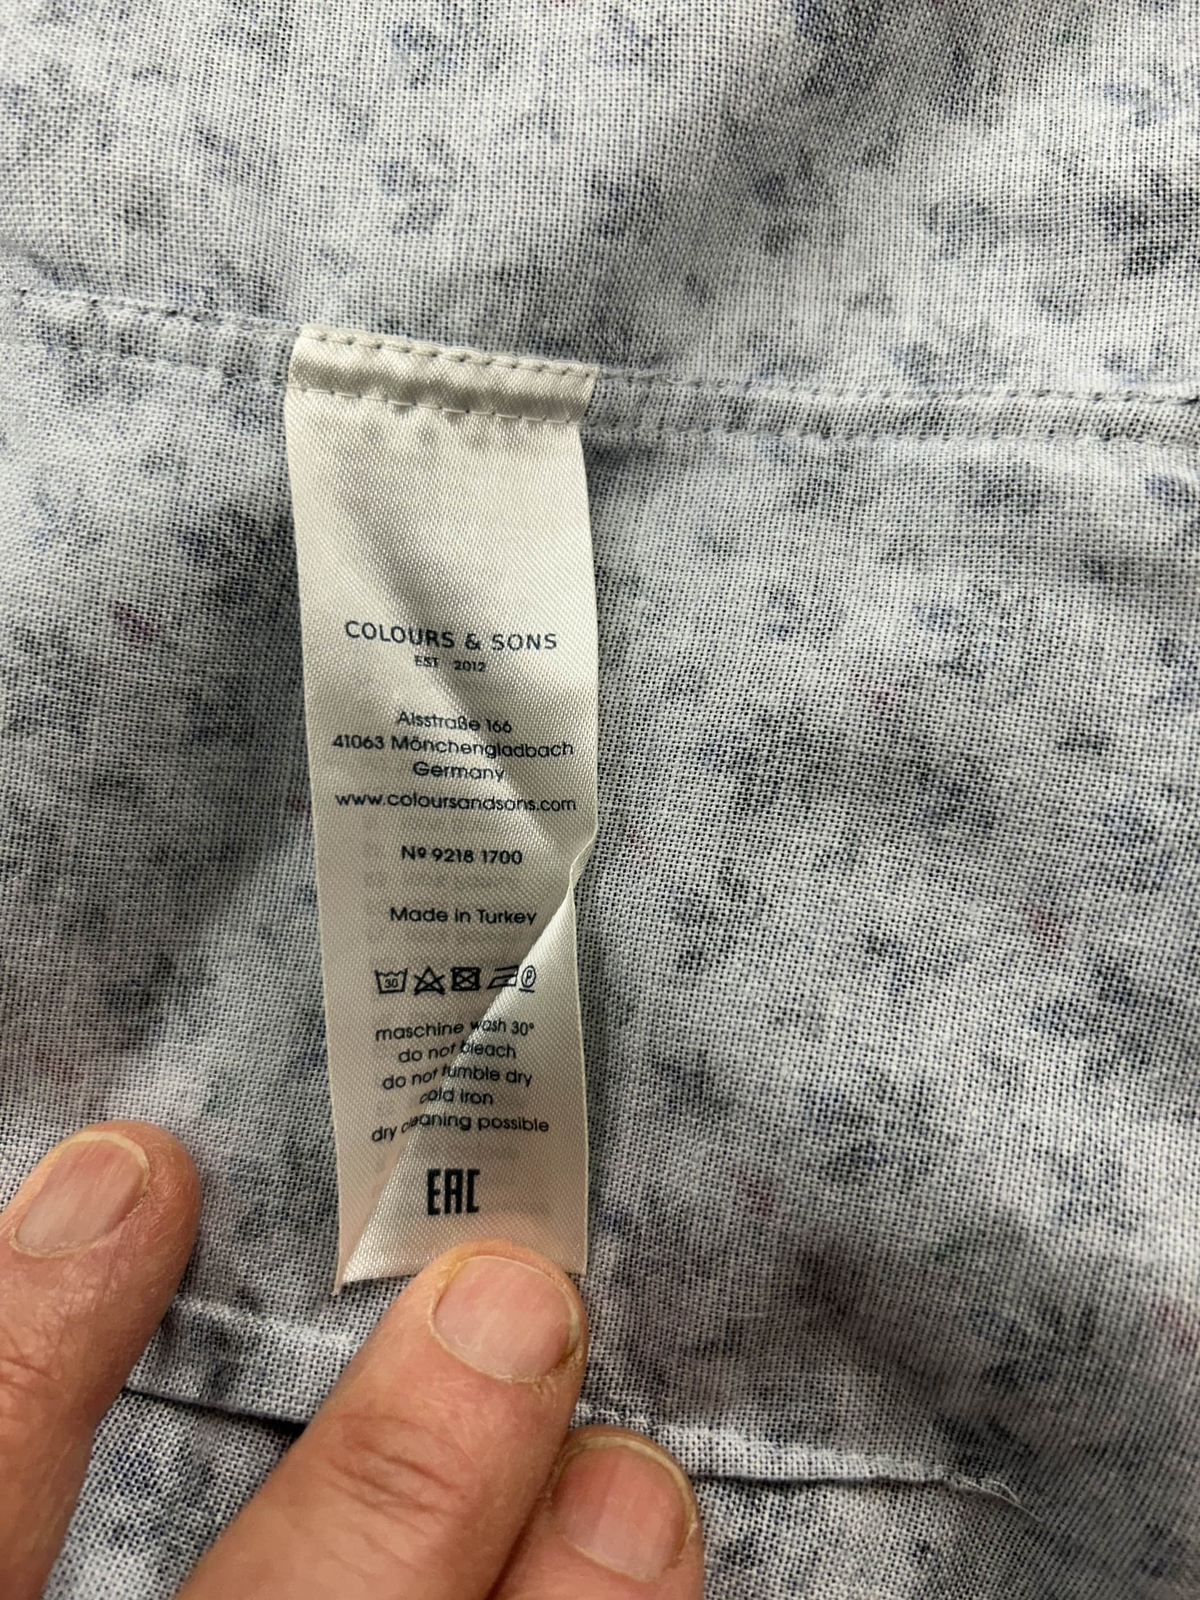 COLOURS & SONS
EST 2012
Alsstraße 166
41063 Mönchengladbach
Germany
www.coloursandsons.com
Nº 9218 1700
Made in Turkey
30 P
maschine wash 30°
do not bleach
do not tumble dry
cold iron
dry cleaning possible
EAC